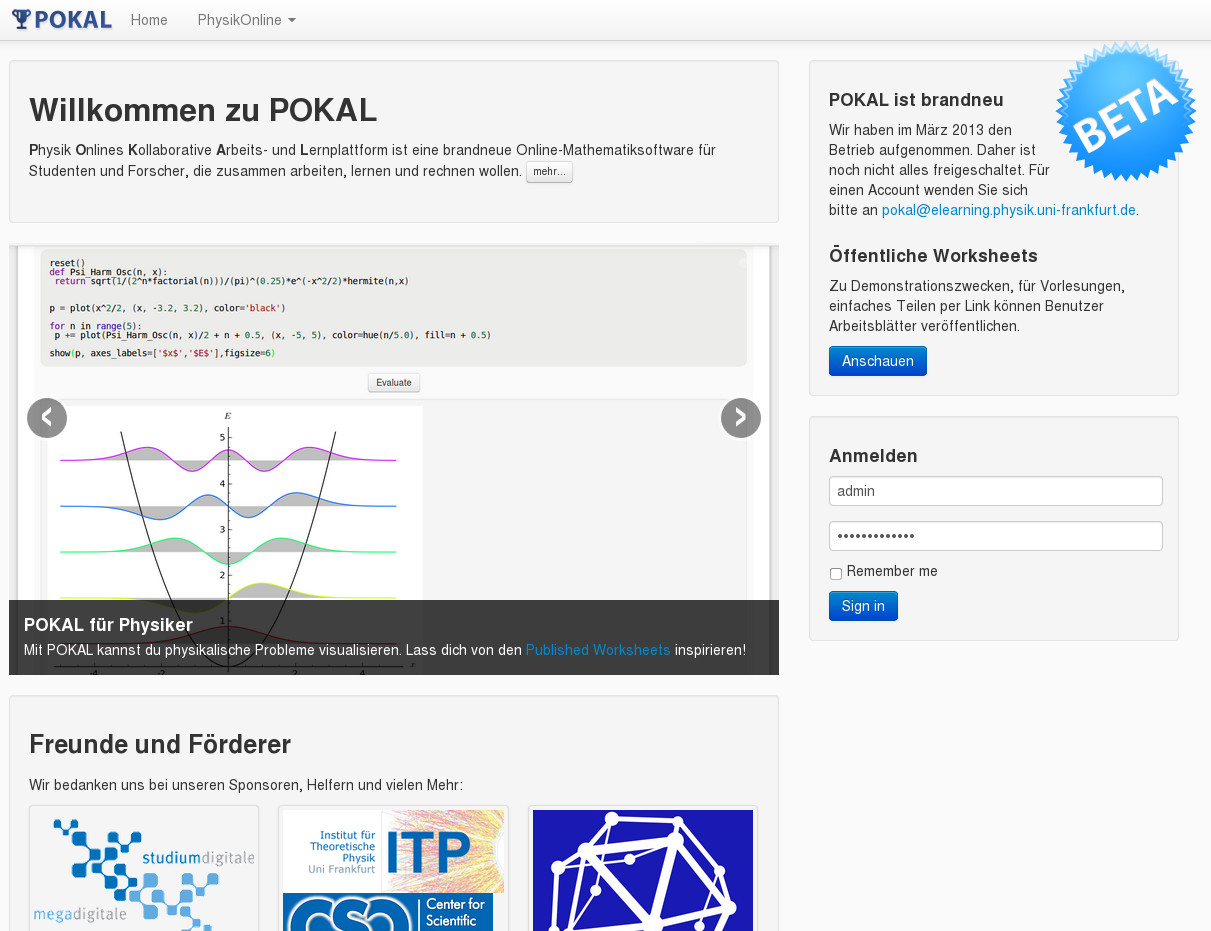 POKAL Home PhysikOnline
Willkommen zu POKAL
Physik Onlines Kollaborative Arbeits- und Lernplattform ist eine brandneue Online-Mathematiksoftware für
Studenten und Forscher, die zusammen arbeiten, lernen und rechnen wollen. mehr...
reset()
def Psi_Harm_Osc(n, x):
 return sqrt(1/(2^n*factorial(n)))/(pi)^(0.25)*e^(-x^2/2)*hermite(n,x)
p = plot(x^2/2, (x, -3.2, 3.2), color='black')
for n in range(5):
 p += plot(Psi_Harm_Osc(n, x)/2 + n + 0.5, (x, -5, 5), color=hue(n/5.0), fill=n + 0.5)
show(p, axes_labels=['$x$','$E$'],figsize=6)
Evaluate
E
5
4
3
2
1
x
-4 -2 2 4
POKAL für Physiker
Mit POKAL kannst du physikalische Probleme visualisieren. Lass dich von den Published Worksheets inspirieren!
Freunde und Förderer
Wir bedanken uns bei unseren Sponsoren, Helfern und vielen Mehr:
studiumdigitale
megadigitale
Institut für
Theoretische
Physik
Uni Frankfurt
ITP
CSC
Center for
Scientific
BETA
POKAL ist brandneu
Wir haben im März 2013 den
Betrieb aufgenommen. Daher ist
noch nicht alles freigeschaltet. Für
einen Account wenden Sie sich
bitte an pokal@elearning.physik.uni-frankfurt.de.
Öffentliche Worksheets
Zu Demonstrationszwecken, für Vorlesungen,
einfaches Teilen per Link können Benutzer
Arbeitsblätter veröffentlichen.
Anschauen
Anmelden
admin
•••••••••••••
Remember me
Sign in